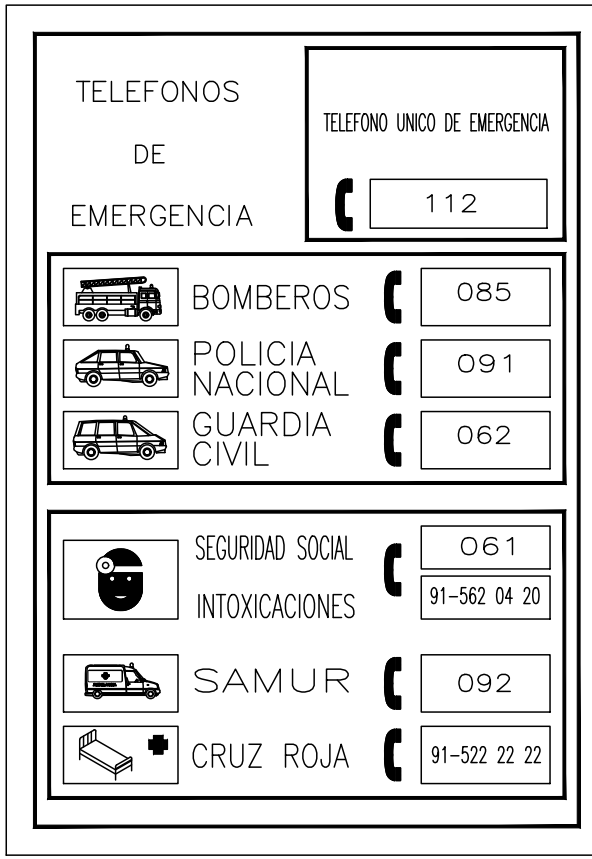 TELEFONOS
DE
EMERGENCIA
TELEFONO UNICO DE EMERGENCIA
112
BOMBEROS 085
POLICIA
NACIONAL 091
GUARDIA
CIVIL 062
SEGURIDAD SOCIAL 061
INTOXICACIONES 91-562 04 20
SAMUR 092
CRUZ ROJA 91-522 22 22